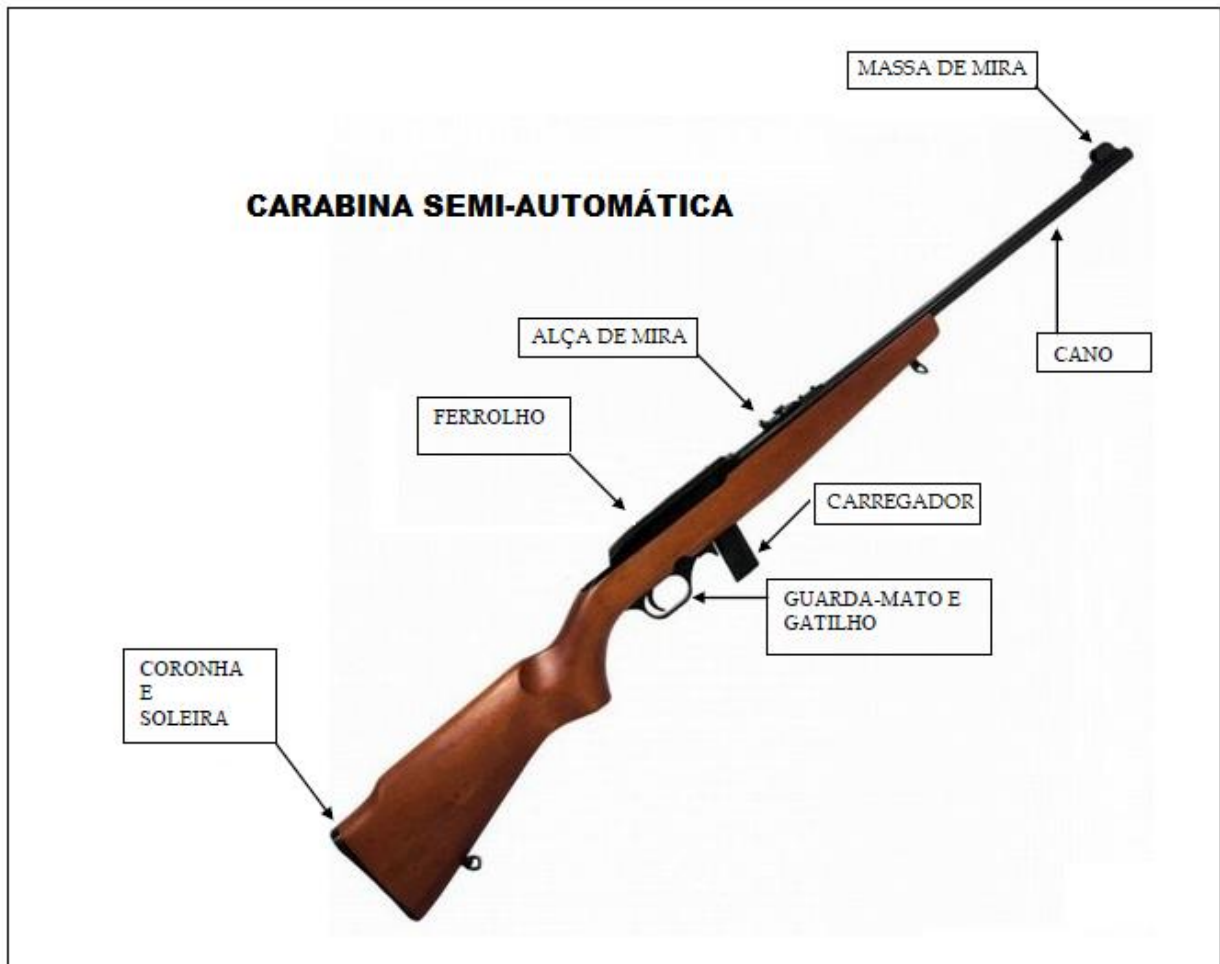 MASSA DE MIRA
CARABINA SEMI-AUTOMÁTICA
ALÇA DE MIRA
CANO
FERROLHO
CARREGADOR
GUARDA-MATO E
GATILHO
CORONHA
E
SOLEIRA